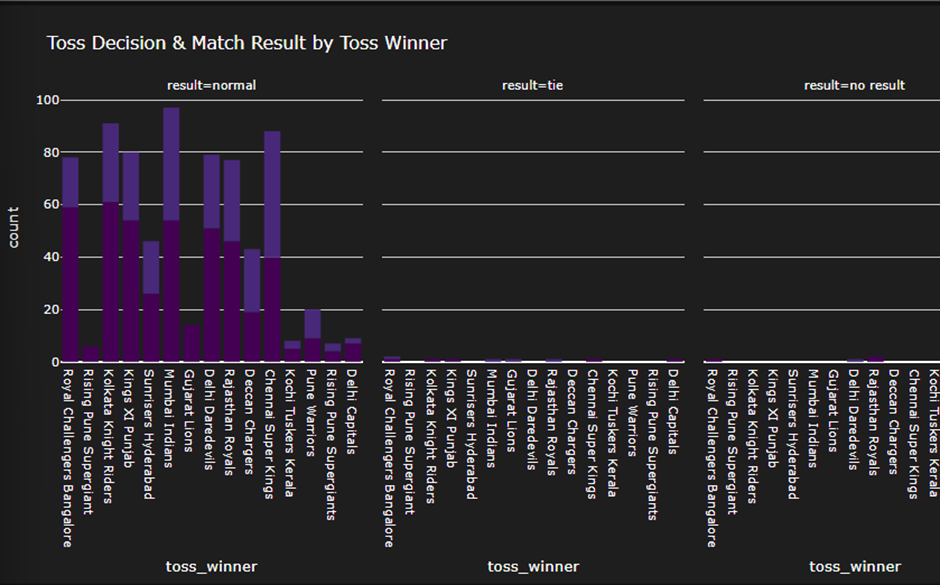 Toss Decision & Match Result by Toss Winner
result=normal
result=tie
result=no result
count
100
80
60
40
20
0
Royal Challengers Bangalore
Rising Pune Supergiant
Kolkata Knight Riders
Kings XI Punjab
Sunrisers Hyderabad
Mumbai Indians
Gujarat Lions
Delhi Daredevils
Rajasthan Royals
Deccan Chargers
Chennai Super Kings
Kochi Tuskers Kerala
Pune Warriors
Rising Pune Supergiants
Delhi Capitals
Royal Challengers Bangalore
Rising Pune Supergiant
Kolkata Knight Riders
Kings XI Punjab
Sunrisers Hyderabad
Mumbai Indians
Gujarat Lions
Delhi Daredevils
Rajasthan Royals
Deccan Chargers
Chennai Super Kings
Kochi Tuskers Kerala
Pune Warriors
Rising Pune Supergiants
Delhi Capitals
Royal Challengers Bangalore
Rising Pune Supergiant
Kolkata Knight Riders
Kings XI Punjab
Sunrisers Hyderabad
Mumbai Indians
Gujarat Lions
Delhi Daredevils
Rajasthan Royals
Deccan Chargers
Chennai Super Kings
Kochi Tuskers Kerala
toss_winner
toss_winner
toss_winner